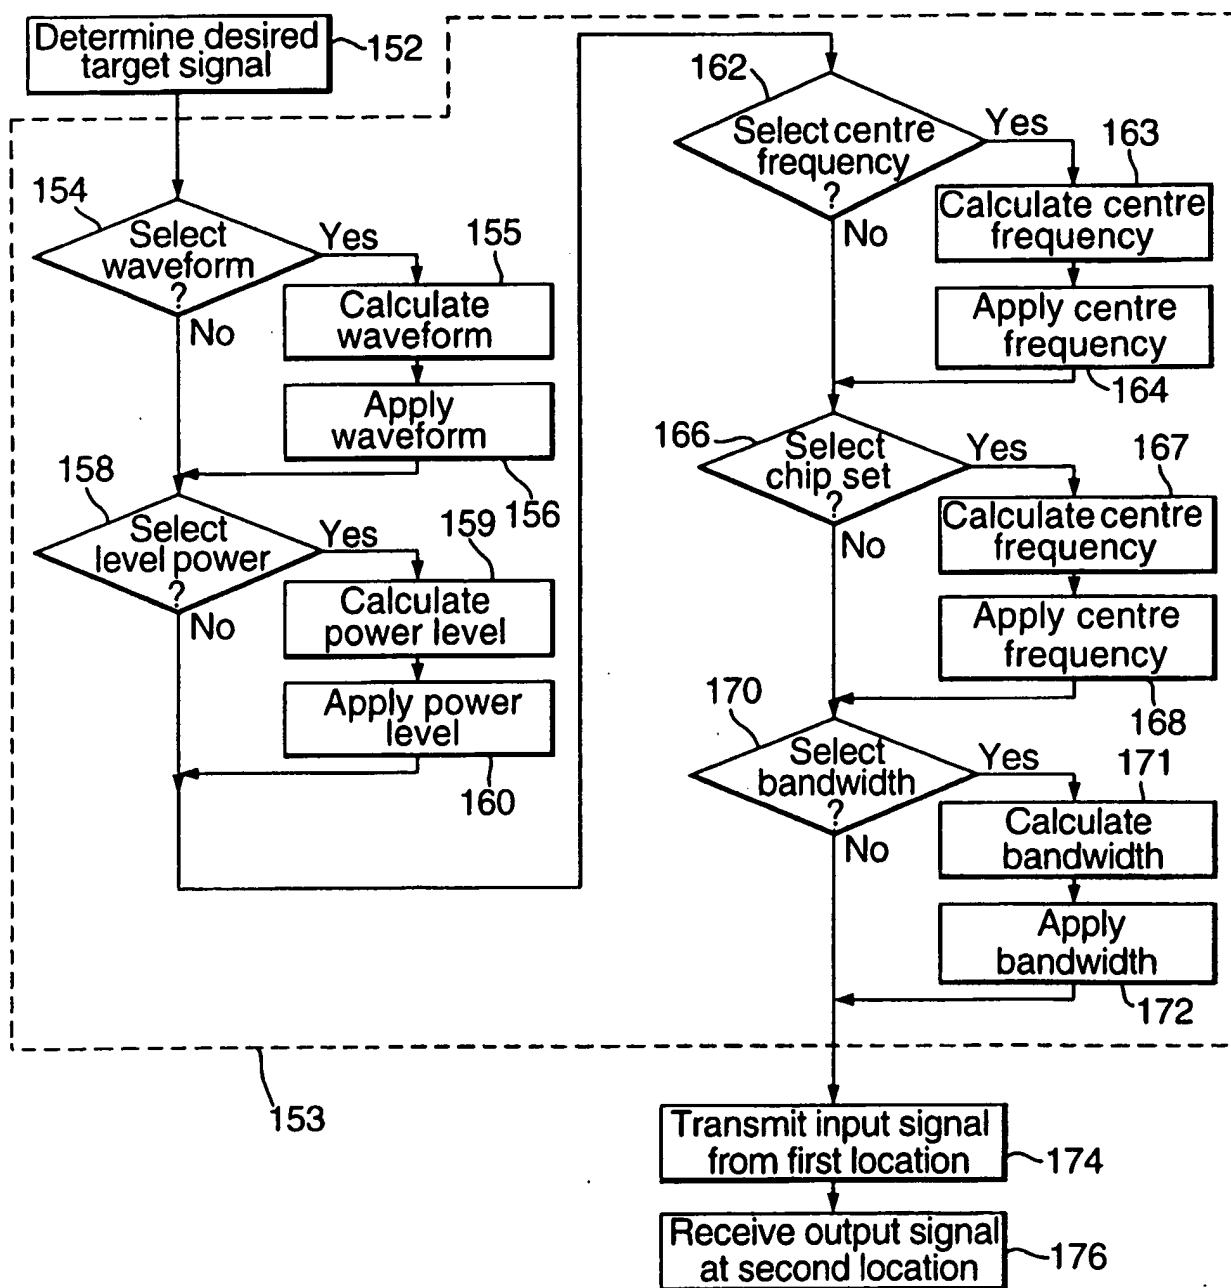 Determine desired
target signal
152
154
Select
waveform
?
Yes
No
155
Calculate
waveform
Apply
waveform
156
158
Select
level power
?
Yes
No
159
Calculate
power level
Apply power
level
160
162
Select centre
frequency
?
Yes
No
163
Calculate centre
frequency
Apply centre
frequency
164
166
Select
chip set
?
Yes
No
167
Calculate centre
frequency
Apply centre
frequency
168
170
Select
bandwidth
?
Yes
No
171
Calculate
bandwidth
Apply
bandwidth
172
153
Transmit input signal
from first location
174
Receive output signal
at second location
176